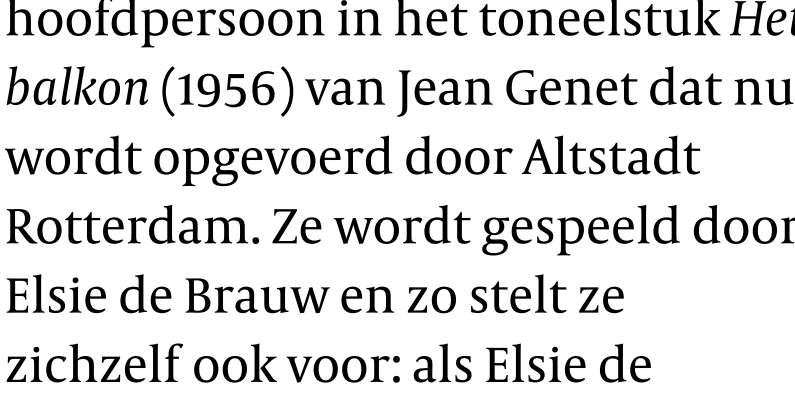 hoofdpersoon in het toneelstuk Het
balkon (1956) van Jean Genet dat nu
wordt opgevoerd door Altstadt
Rotterdam. Ze wordt gespeeld door
Elsie de Brauw en zo stelt ze
zichzelf ook voor: als Elsie de